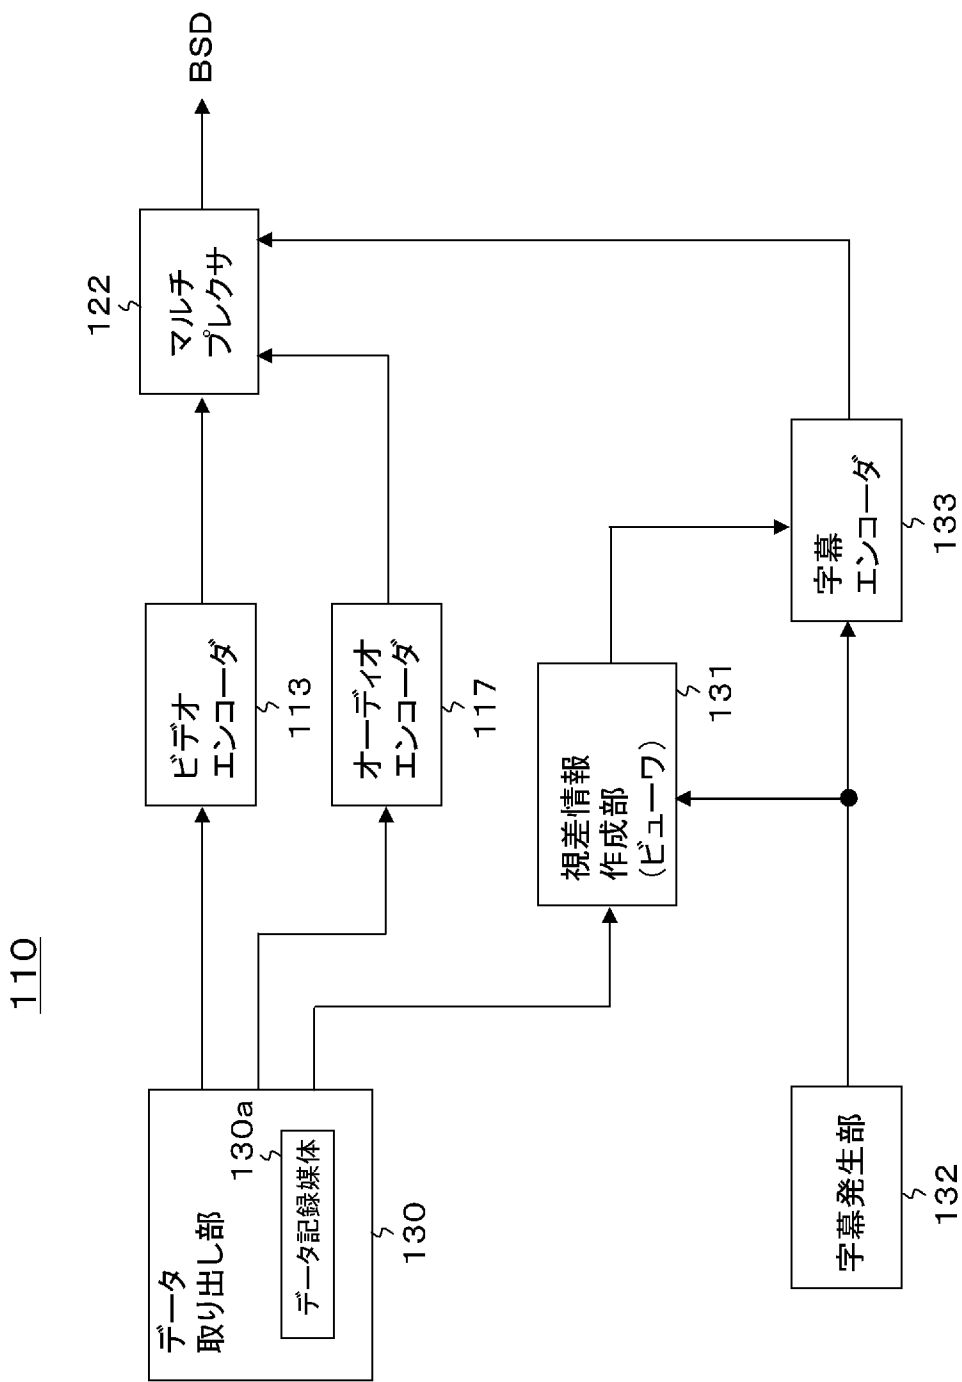 110
データ
取り出し部
130a
データ記録媒体
130
ビデオ
エンコーダ
113
オーディオ
エンコーダ
117
マルチ
プレクサ
122
BSD
視差情報
作成部
(ビューワ)
131
字幕発生部
132
字幕
エンコーダ
133